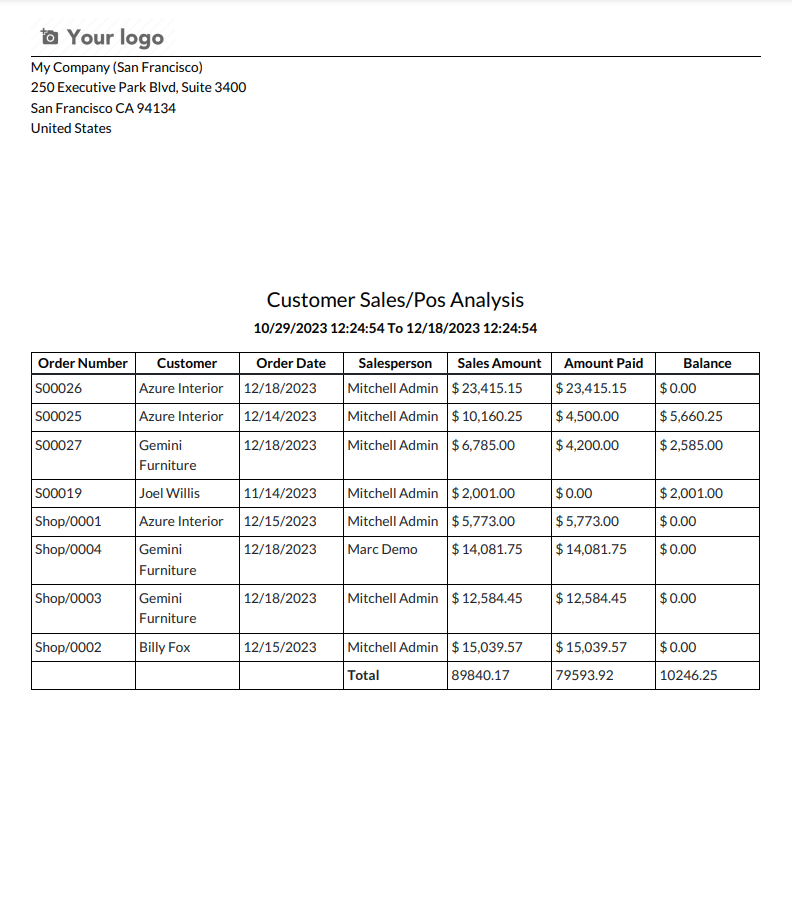 Your logo
My Company (San Francisco)
250 Executive Park Blvd, Suite 3400
San Francisco CA 94134
United States
Customer Sales/Pos Analysis
10/29/2023 12:24:54 To 12/18/2023 12:24:54
Order Number Customer Order Date Salesperson Sales Amount Amount Paid Balance
S00026 Azure Interior 12/18/2023 Mitchell Admin $ 23,415.15 $ 23,415.15 $ 0.00
S00025 Azure Interior 12/14/2023 Mitchell Admin $ 10,160.25 $ 4,500.00 $ 5,660.25
S00027 Gemini 12/18/2023 Mitchell Admin $ 6,785.00 $ 4,200.00 $ 2,585.00
Furniture
S00019 Joel Willis 11/14/2023 Mitchell Admin $ 2,001.00 $ 0.00 $ 2,001.00
Shop/0001 Azure Interior 12/15/2023 Mitchell Admin $ 5,773.00 $ 5,773.00 $ 0.00
Shop/0004 Gemini 12/18/2023 Marc Demo $ 14,081.75 $ 14,081.75 $ 0.00
Furniture
Shop/0003 Gemini 12/18/2023 Mitchell Admin $ 12,584.45 $ 12,584.45 $ 0.00
Furniture
Shop/0002 Billy Fox 12/15/2023 Mitchell Admin $ 15,039.57 $ 15,039.57 $ 0.00
Total 89840.17 79593.92 10246.25